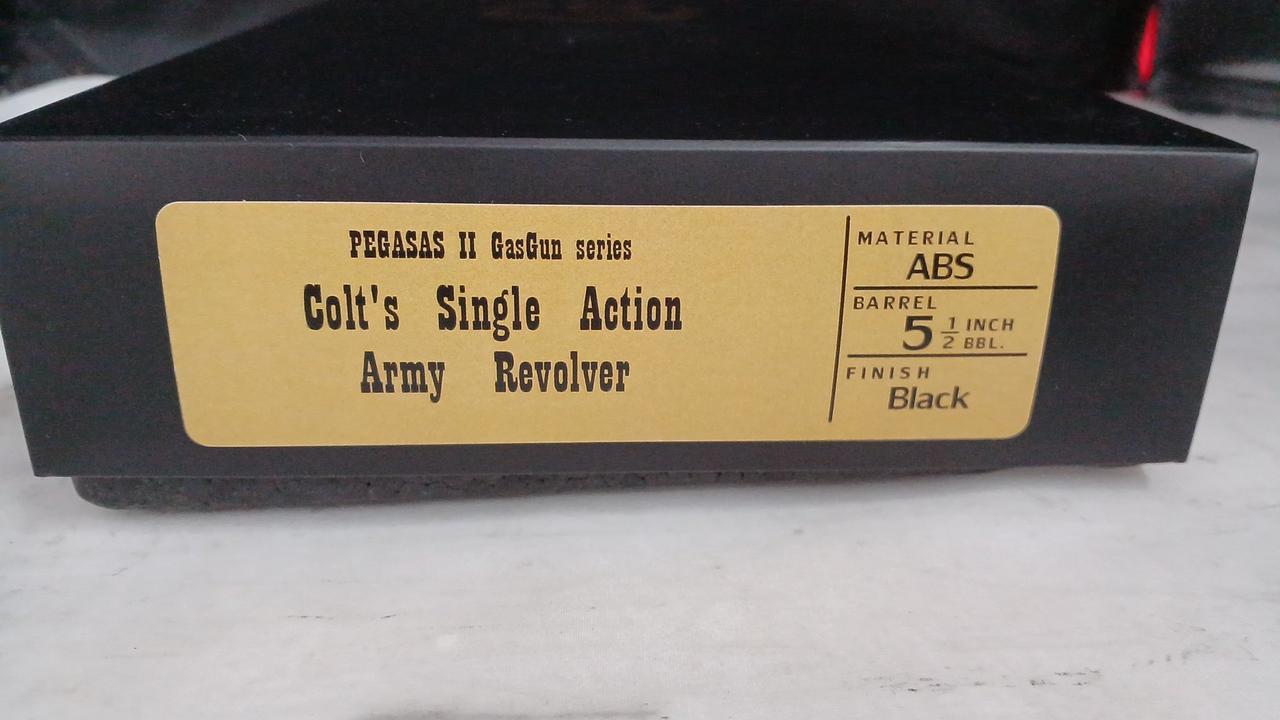 PEGASAS II GasGun series
Colt's Single Action
Army Revolver
MATERIAL
ABS
BARREL
5 1/2 INCH BBL.
FINISH
Black